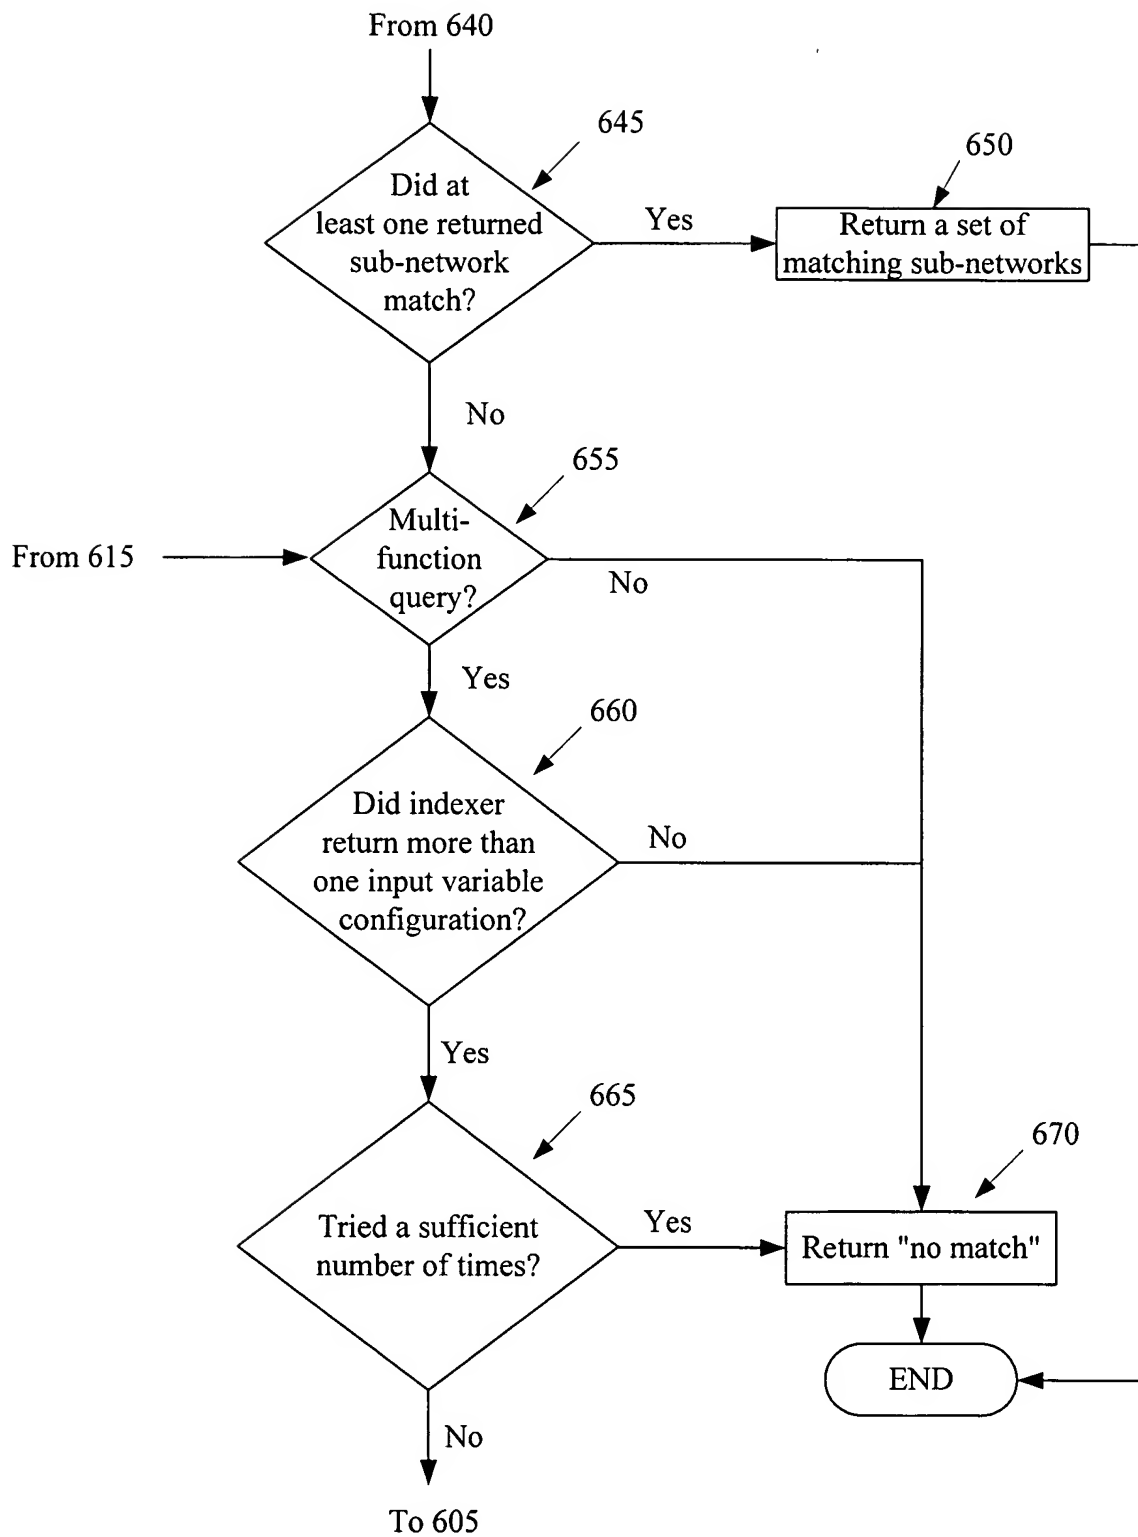 From 640
645
Did at
least one returned
sub-network
match?
Yes
650
Return a set of
matching sub-networks
No
655
From 615
Multi-
function
query?
No
Yes
660
Did indexer
return more than
one input variable
configuration?
No
Yes
665
670
Tried a sufficient
number of times?
Yes
Return "no match"
END
No
To 605